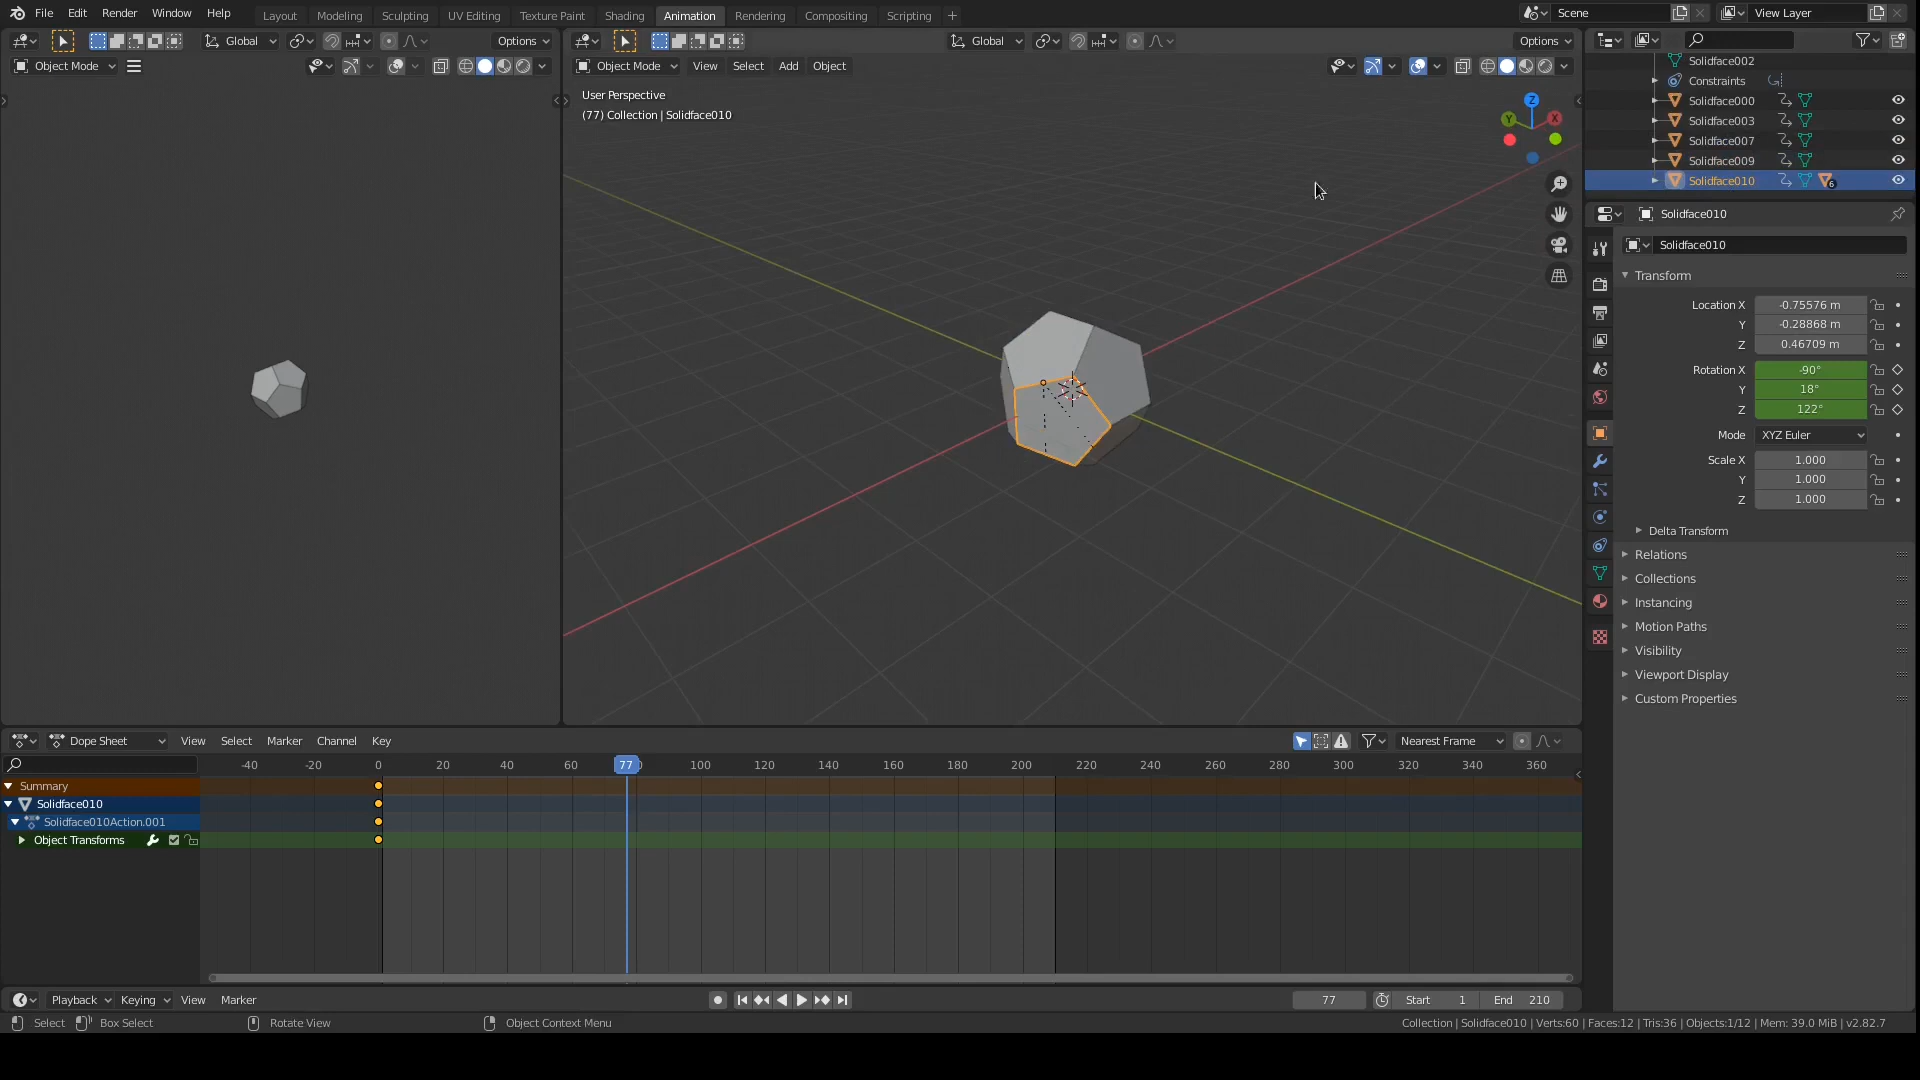 File Edit Render Window Help Layout Modeling Sculpting UV Editing Texture Paint Shading Animation Rendering Compositing Scripting + Scene View Layer
Global Options Global Options
Object Mode Object Mode View Select Add Object
User Perspective
(77) Collection | Solidface010
Z
Y
X
Solidface002
Constraints
Solidface000
Solidface003
Solidface007
Solidface009
Solidface010 6
Solidface010
Solidface010
Transform
Location X -0.75576 m
Y -0.28868 m
Z 0.46709 m
Rotation X -90°
Y 18°
Z 122°
Mode XYZ Euler
Scale X 1.000
Y 1.000
Z 1.000
Delta Transform
Relations
Collections
Instancing
Motion Paths
Visibility
Viewport Display
Custom Properties
Dope Sheet View Select Marker Channel Key Nearest Frame
-40 -20 0 20 40 60 77 100 120 140 160 180 200 220 240 260 280 300 320 340 360
Summary
Solidface010
Solidface010Action.001
Object Transforms
Playback Keying View Marker 77 Start 1 End 210
Select Box Select Rotate View Object Context Menu Collection | Solidface010 | Verts:60 | Faces:12 | Tris:36 | Objects:1/12 | Mem: 39.0 MiB | v2.82.7